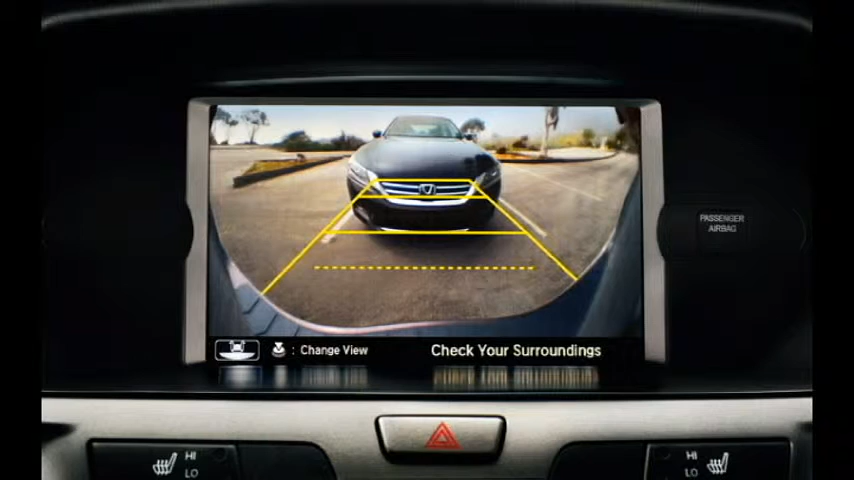 PASSENGER
AIRBAG
: Change View
Check Your Surroundings
HI
LO
HI
LO